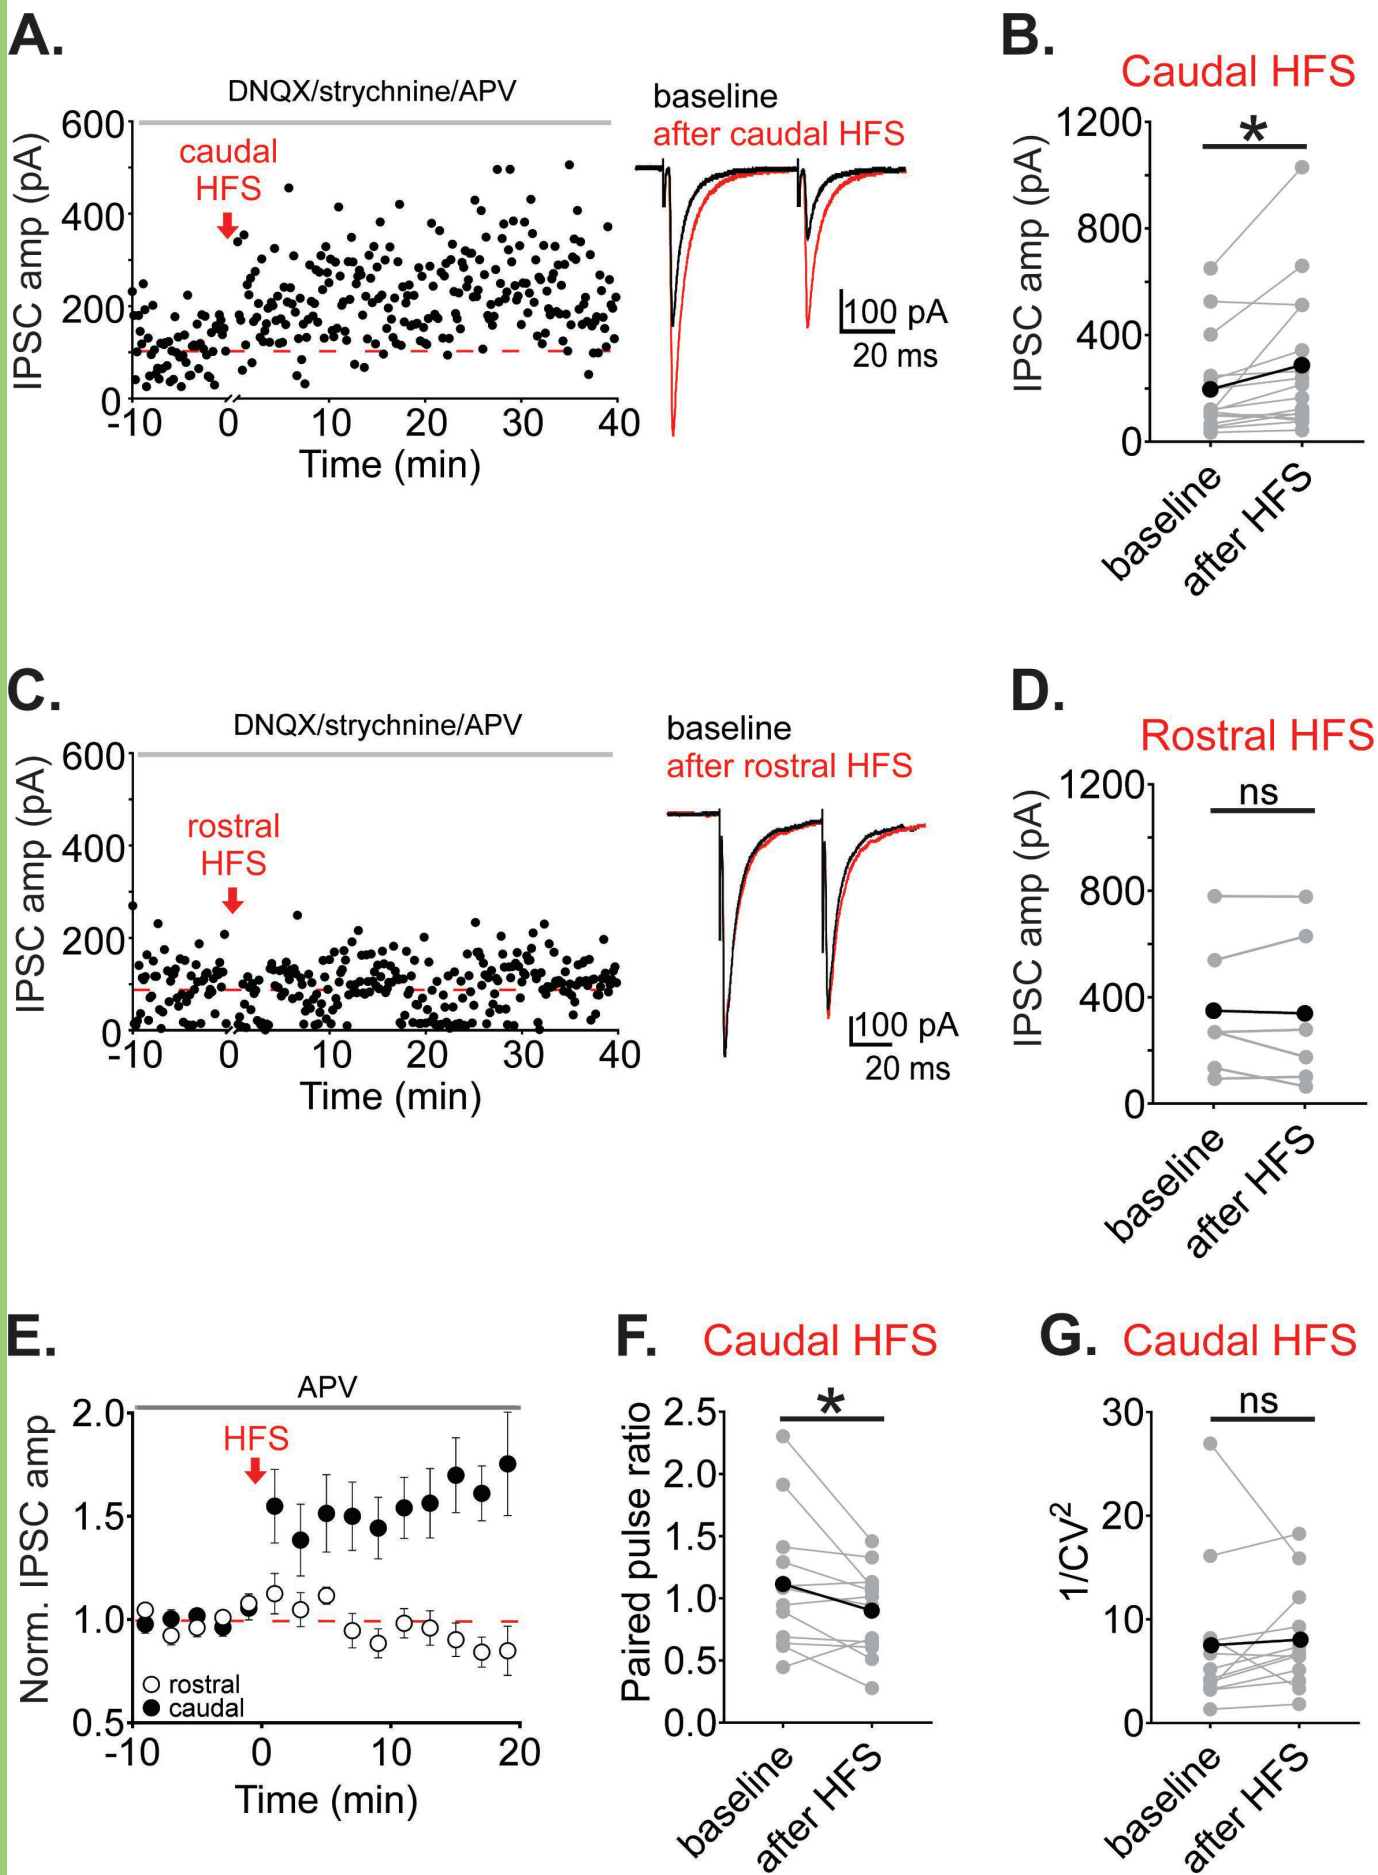 A.
DNQX/strychnine/APV
caudal
HFS
IPSC amp (pA)
600
400
200
0
-10 0 10 20 30 40
Time (min)
baseline
after caudal HFS
100 pA
20 ms
B.
Caudal HFS
*
IPSC amp (pA)
1200
800
400
0
baseline
after HFS
C.
DNQX/strychnine/APV
rostral
HFS
IPSC amp (pA)
600
400
200
0
-10 0 10 20 30 40
Time (min)
baseline
after rostral HFS
100 pA
20 ms
D.
Rostral HFS
ns
IPSC amp (pA)
1200
800
400
0
baseline
after HFS
E.
APV
HFS
Norm. IPSC amp
2.0
1.5
1.0
0.5
rostral
caudal
-10 0 10 20
Time (min)
F.
Caudal HFS
*
Paired pulse ratio
2.5
2.0
1.5
1.0
0.5
0.0
baseline
after HFS
G.
Caudal HFS
ns
1/CV²
30
20
10
0
baseline
after HFS